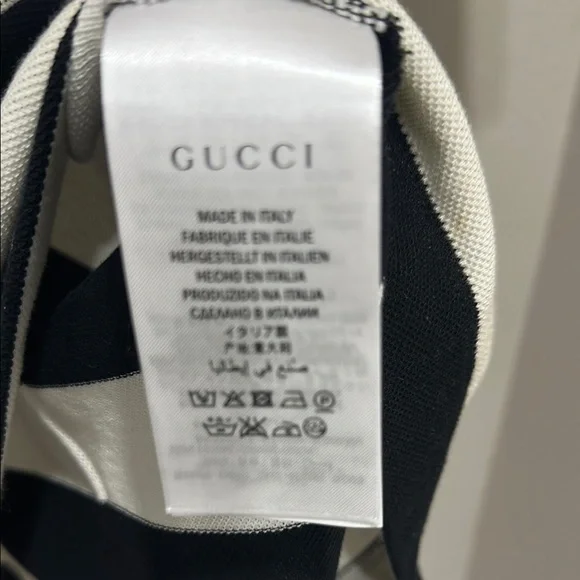 GUCCI
MADE IN ITALY
FABRIQUE EN ITALIE
HERGESTELLT IN ITALIEN
HECHO EN ITALIA
PRODUZIDO NA ITALIA
СДЕЛАНО В ИТАЛИИ
イタリア製
产地:意大利
صنع في إيطاليا